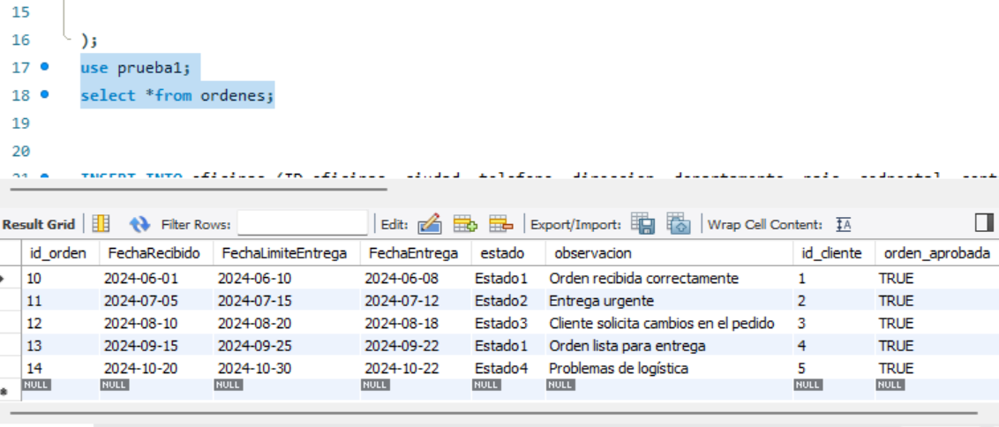 15
16 );
17 use prueba1;
18 select *from ordenes;
19
20
Result Grid Filter Rows: Edit: Export/Import: Wrap Cell Content: IA
id_orden FechaRecibido FechaLimiteEntrega FechaEntrega estado observacion id_cliente orden_aprobada
10 2024-06-01 2024-06-10 2024-06-08 Estado1 Orden recibida correctamente 1 TRUE
11 2024-07-05 2024-07-15 2024-07-12 Estado2 Entrega urgente 2 TRUE
12 2024-08-10 2024-08-20 2024-08-18 Estado3 Cliente solicita cambios en el pedido 3 TRUE
13 2024-09-15 2024-09-25 2024-09-22 Estado1 Orden lista para entrega 4 TRUE
14 2024-10-20 2024-10-30 2024-10-22 Estado4 Problemas de logística 5 TRUE
NULL NULL NULL NULL NULL NULL NULL NULL